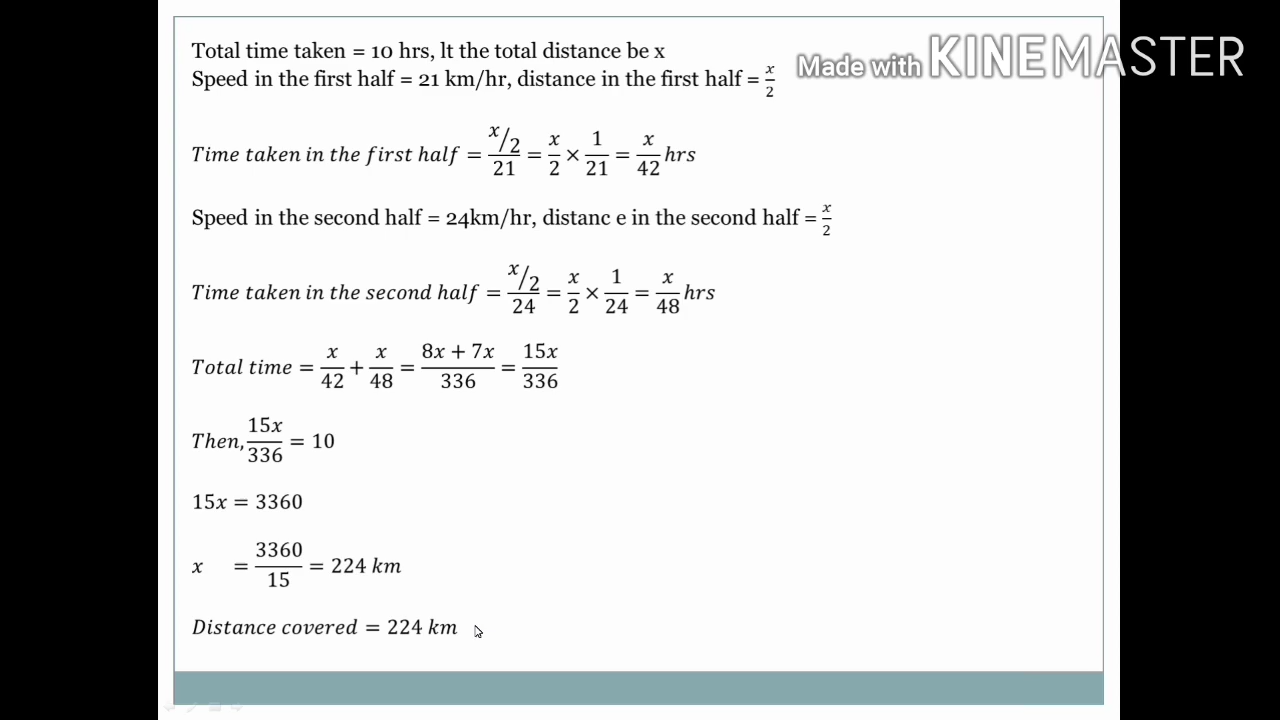 Total time taken = 10 hrs, lt the total distance be x
Made with KINEMASTER
Speed in the first half = 21 km/hr, distance in the first half = x/2
Time taken in the first half = (x/2)/21 = x/2 × 1/21 = x/42 hrs
Speed in the second half = 24km/hr, distanc e in the second half = x/2
Time taken in the second half = (x/2)/24 = x/2 × 1/24 = x/48 hrs
Total time = x/42 + x/48 = (8x + 7x)/336 = 15x/336
Then, 15x/336 = 10
15x = 3360
x = 3360/15 = 224 km
Distance covered = 224 km